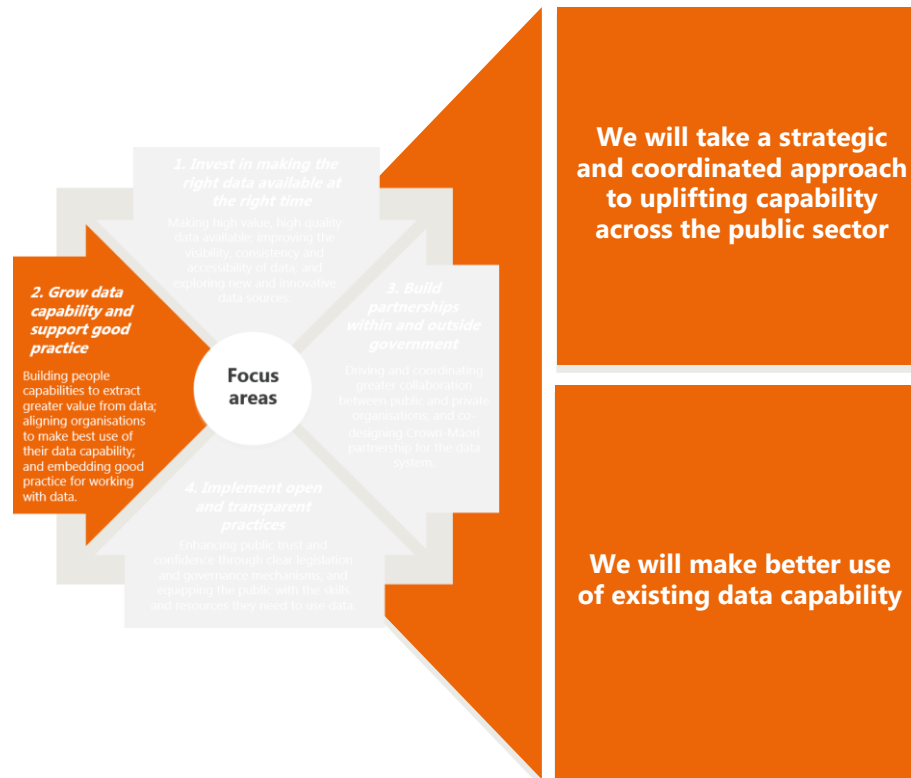 1. Invest in making the
right data available at
the right time
Making high value, high quality
data available; improving the
visibility, consistency and
accessibility of data; and
exploring new and innovative
data sources
2. Grow data
capability and
support good
practice
Building people
capabilities to extract
greater value from data;
aligning organisations
to make best use of
their data capability;
and embedding good
practice for working
with data.
Focus
areas
3. Build
partnerships
within and outside
government
Driving and coordinating
greater collaboration
between public and private
organisations; and co
designing Crown-Māori
partnership for the data
system
4. Implement open
and transparent
practices
Enhancing public trust and
confidence through clear legislation
and governance mechanisms, and
equipping the public with the skills
and resources they need to use data.
We will take a strategic
and coordinated approach
to uplifting capability
across the public sector
We will make better use
of existing data capability